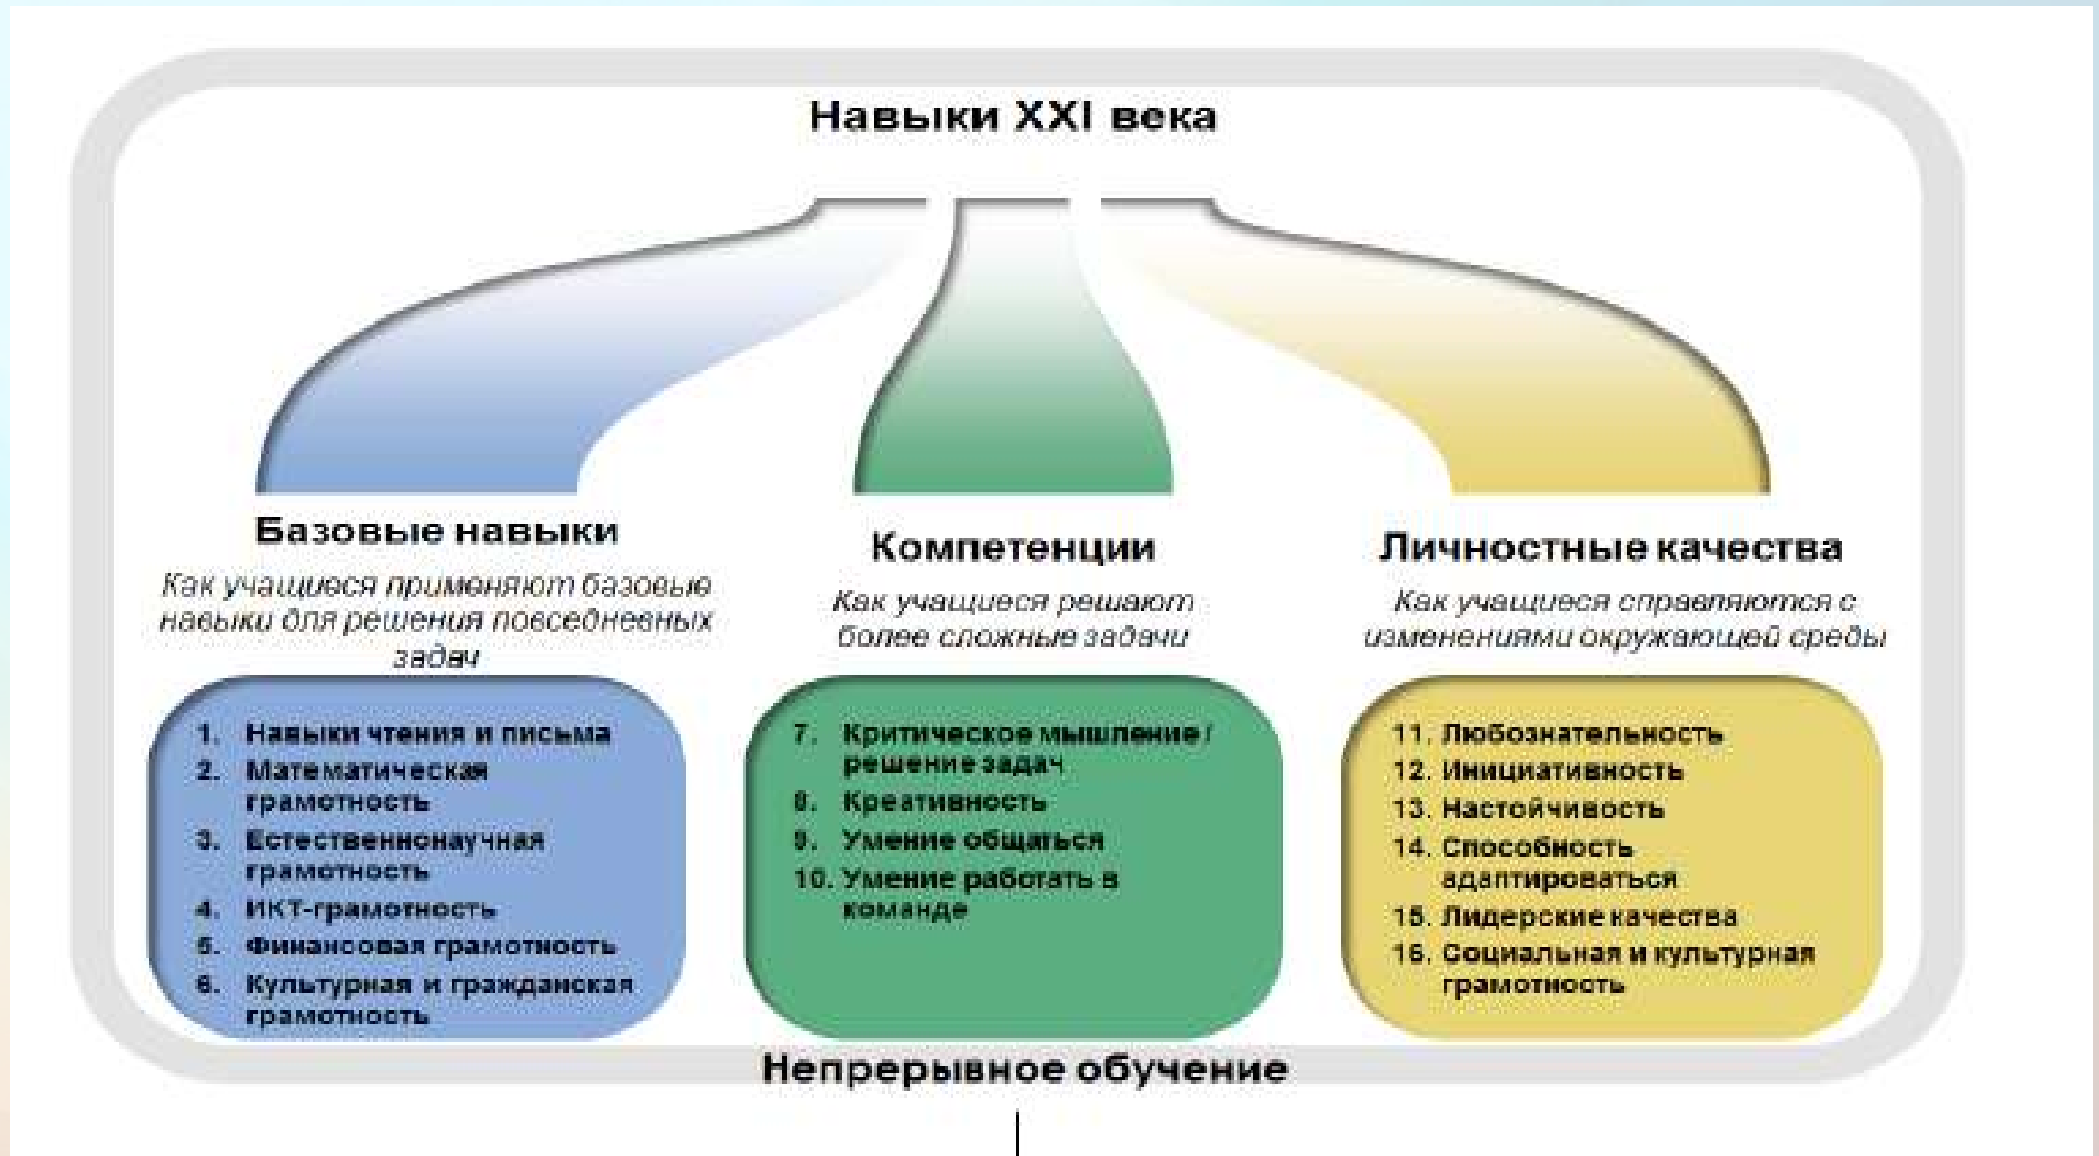 Навыки XXI века
Базовые навыки
Как учащиеся применяют базовые
навыки для решения повседневных
задач
1. Навыки чтения и письма
2. Математическая
грамотность
3. Естественнонаучная
грамотность
4. ИКТ-грамотность
5. Финансовая грамотность
6. Культурная и гражданская
грамотность
Компетенции
Как учащиеся решают
более сложные задачи
7. Критическое мышление /
решение задач
8. Креативность
9. Умение общаться
10. Умение работать в
команде
Личностные качества
Как учащиеся справляются с
изменениями окружающей среды
11. Любознательность
12. Инициативность
13. Настойчивость
14. Способность
адаптироваться
15. Лидерские качества
16. Социальная и культурная
грамотность
Непрерывное обучение